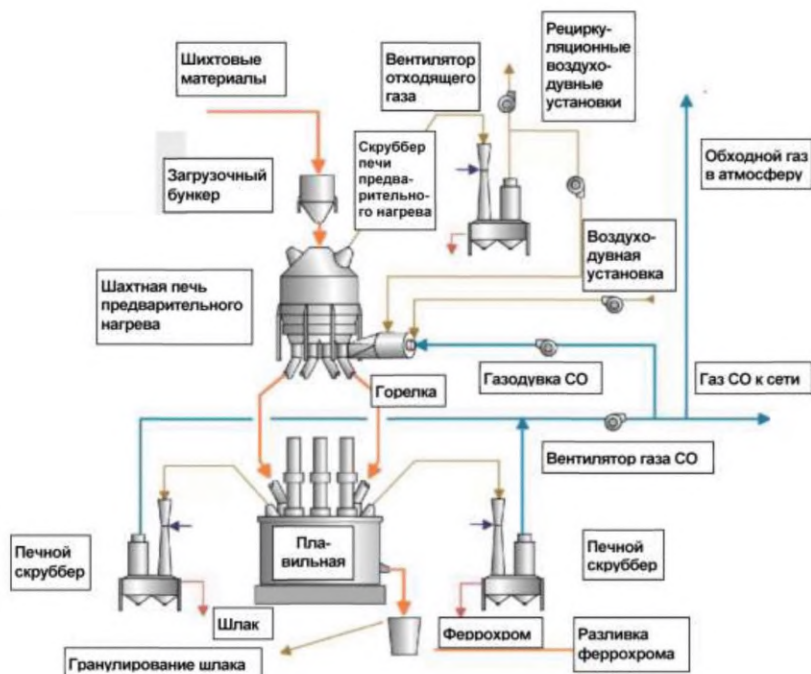 Шихтовые
материалы
Вентилятор
отходящего
газа
Рецирку-
ляционные
воздухо-
дувные
установки
Загрузочный
бункер
Скруббер
печи
предва-
рительно-
го нагрева
Обходной газ
в атмосферу
Воздухо-
дувная
установка
Шахтная печь
предварительного
нагрева
Газодувка СО
Газ СО к сети
Горелка
Вентилятор газа СО
Печной
скруббер
Пла-
вильная
Печной
скруббер
Шлак
Феррохром
Разливка
феррохрома
Гранулирование шлака